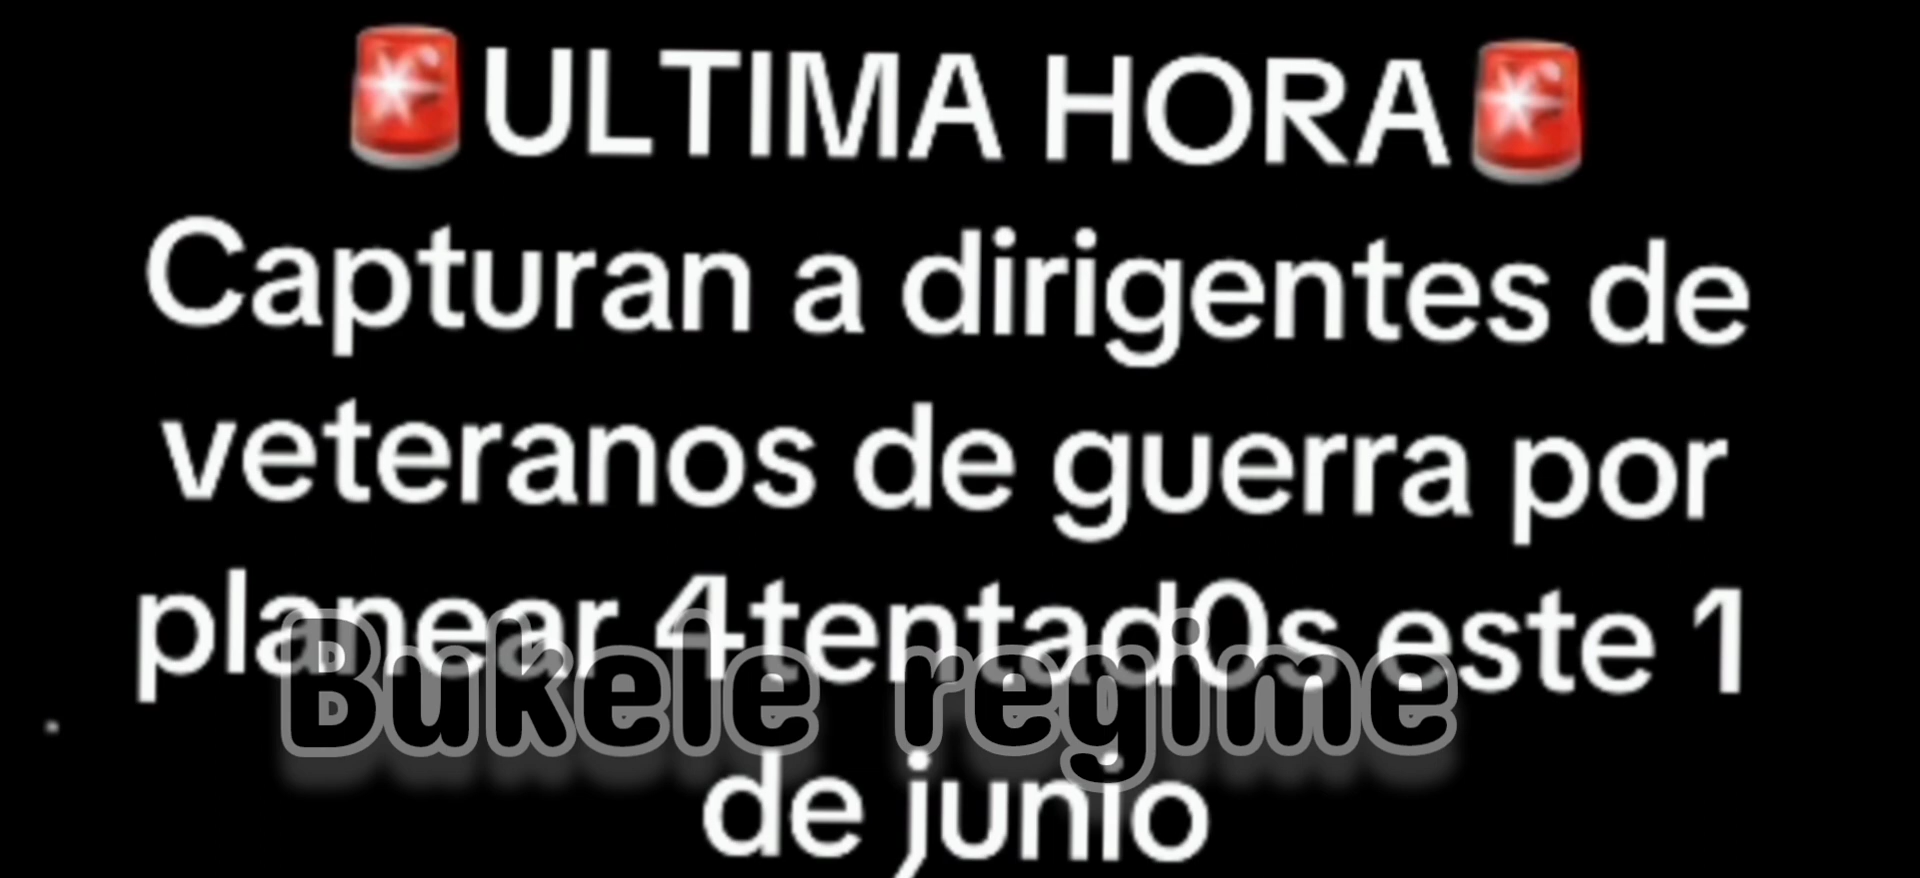 🚨ULTIMA HORA🚨
Capturan a dirigentes de
veteranos de guerra por
planear 4tentad0s este 1
Bukele regime
de junio